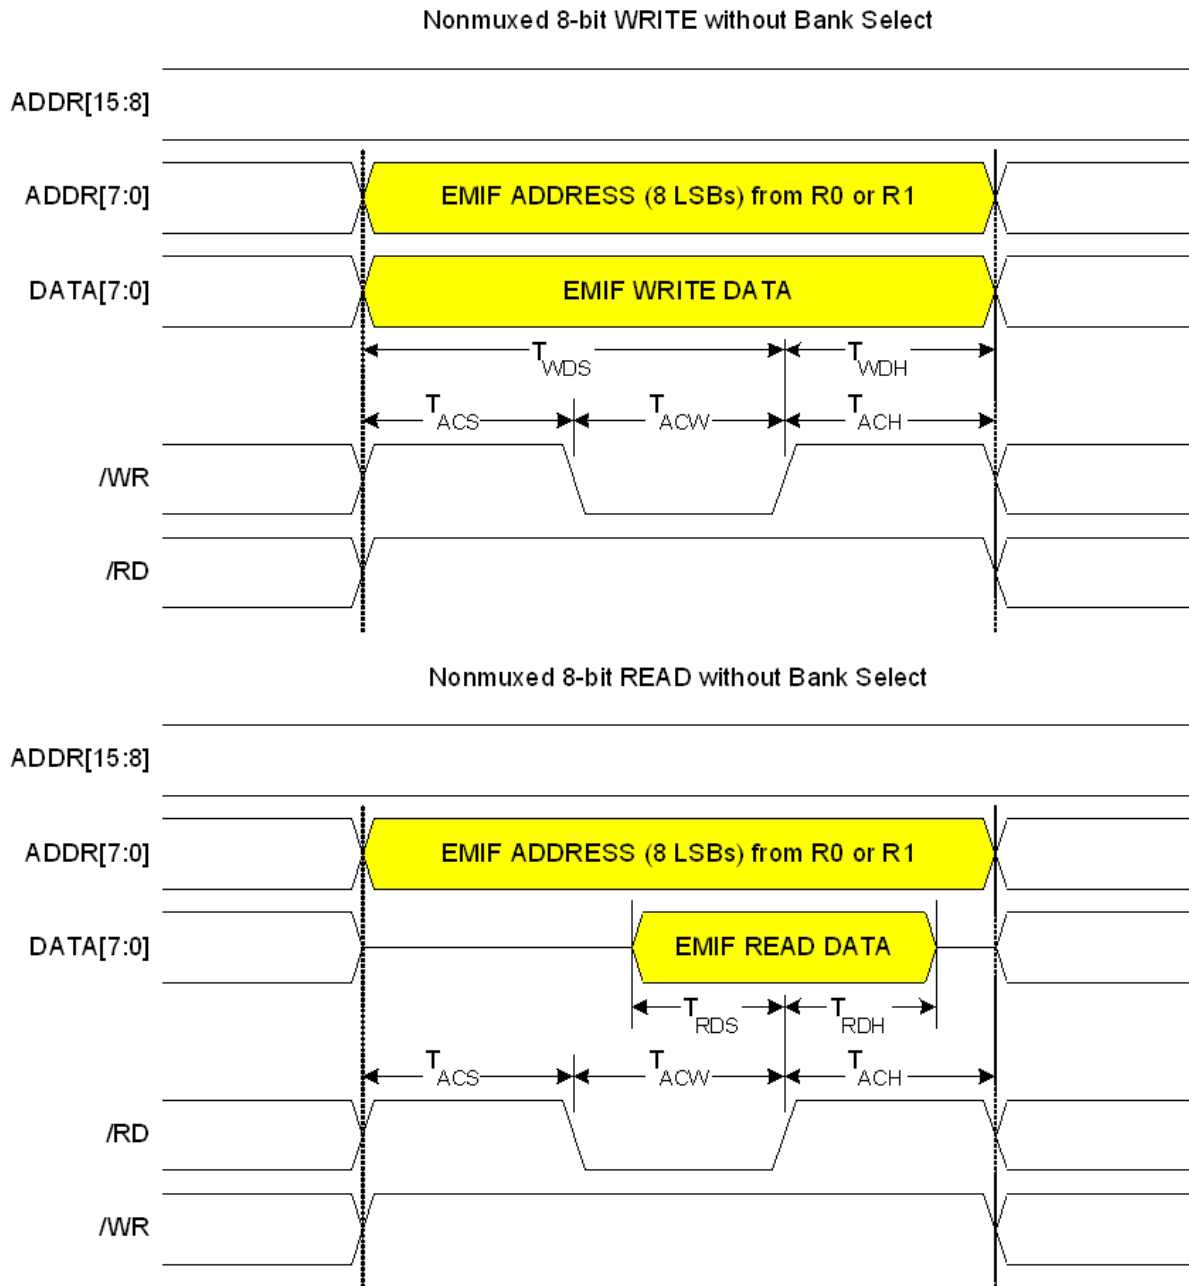 Nonmuxed 8-bit WRITE without Bank Select
ADDR[15:8]
ADDR[7:0] EMIF ADDRESS (8 LSBs) from R0 or R1
DATA[7:0] EMIF WRITE DATA
TWDS TWDH
TACS TACW TACH
/WR
/RD
Nonmuxed 8-bit READ without Bank Select
ADDR[15:8]
ADDR[7:0] EMIF ADDRESS (8 LSBs) from R0 or R1
DATA[7:0] EMIF READ DATA
TRDS TRDH
TACS TACW TACH
/RD
/WR